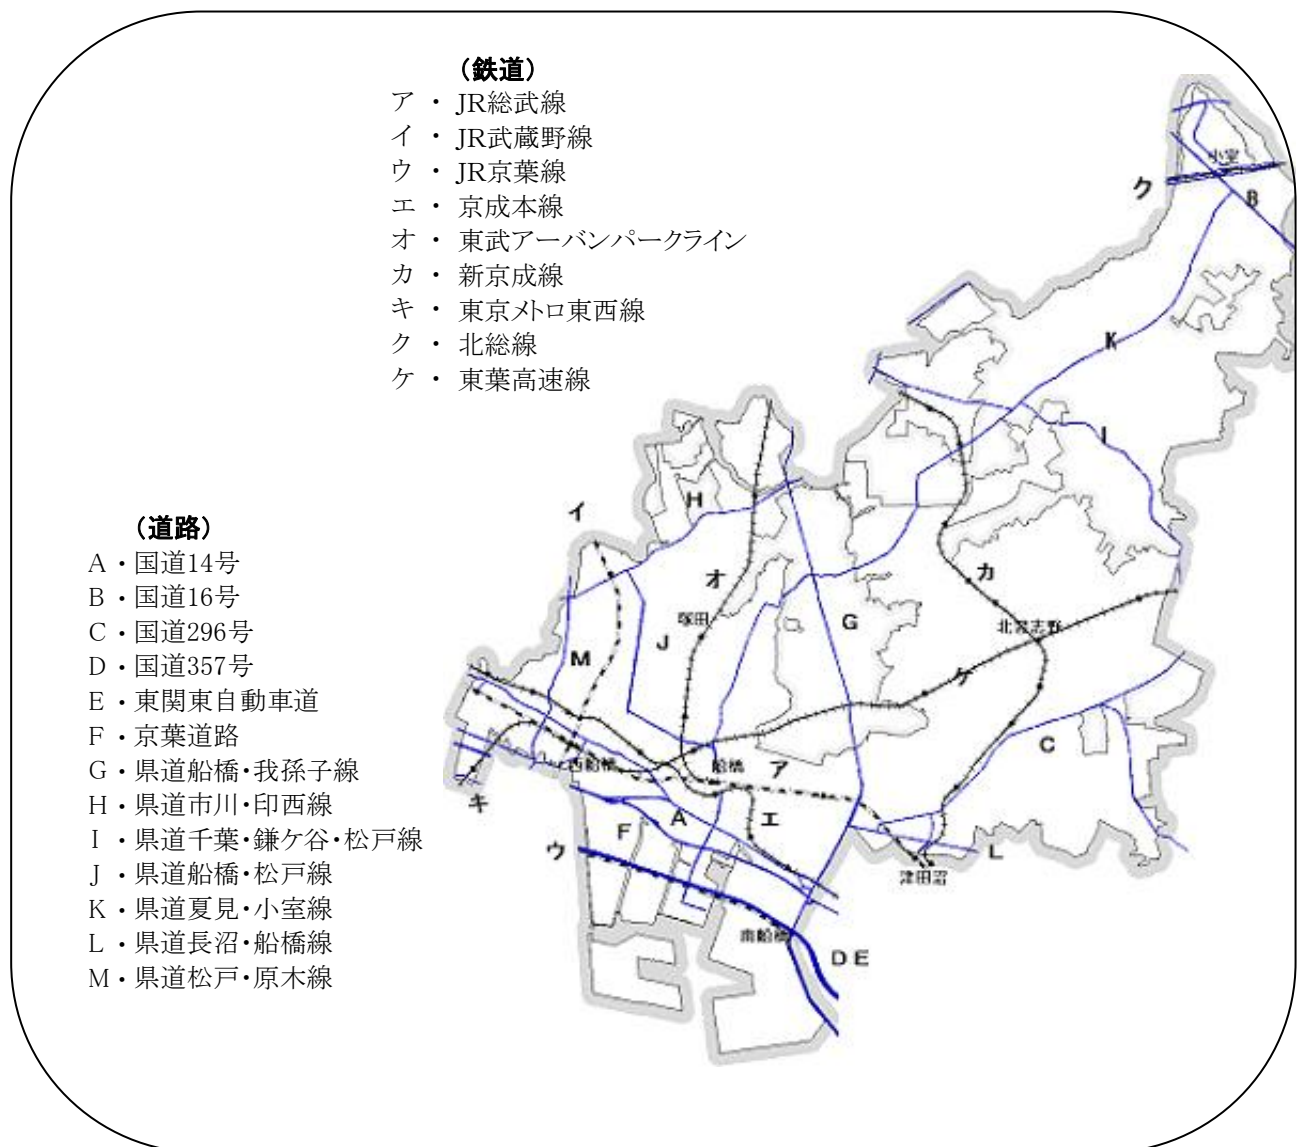 (鉄道)
ア ・ JR総武線
イ ・ JR武蔵野線
ウ ・ JR京葉線
エ ・ 京成本線
オ ・ 東武アーバンパークライン
カ ・ 新京成線
キ ・ 東京メトロ東西線
ク ・ 北総線
ケ ・ 東葉高速線
(道路)
A ・ 国道14号
B ・ 国道16号
C ・ 国道296号
D ・ 国道357号
E ・ 東関東自動車道
F ・ 京葉道路
G ・ 県道船橋・我孫子線
H ・ 県道市川・印西線
I ・ 県道千葉・鎌ケ谷・松戸線
J ・ 県道船橋・松戸線
K ・ 県道夏見・小室線
L ・ 県道長沼・船橋線
M ・ 県道松戸・原木線
小室
ク
B
K
I
H
イ
オ
カ
塚田
G
北習志野
J
M
ケ
C
西船橋
船橋
ア
キ
F
A
エ
ウ
L
津田沼
南船橋
D E